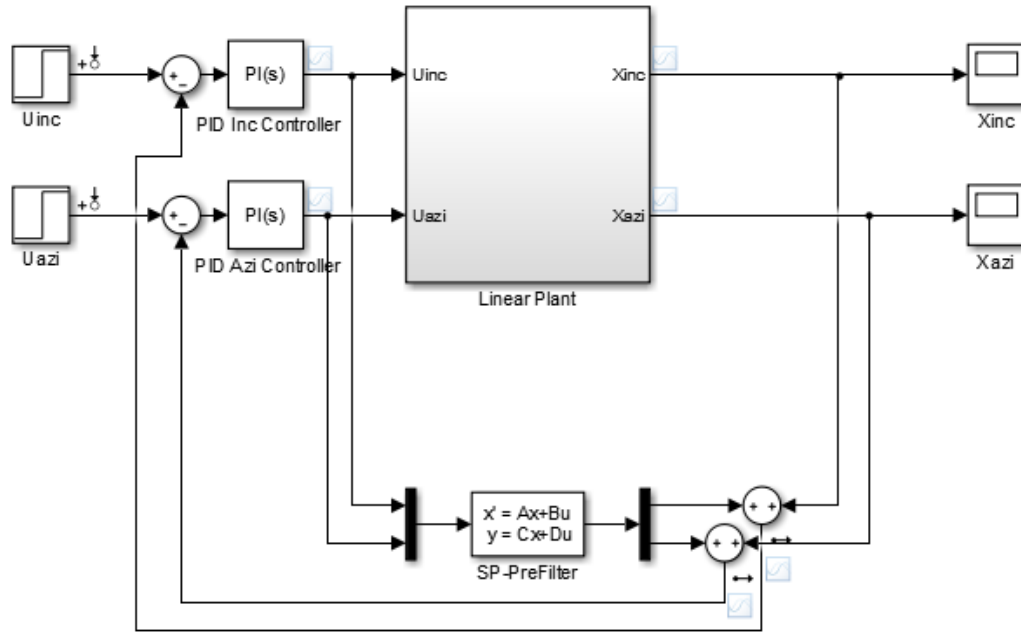 Uinc
PI(s)
PID Inc Controller
Uinc
Xinc
Xinc
Uazi
PI(s)
PID Azi Controller
Uazi
Xazi
Xazi
Linear Plant
x' = Ax+Bu
y = Cx+Du
SP-PreFilter